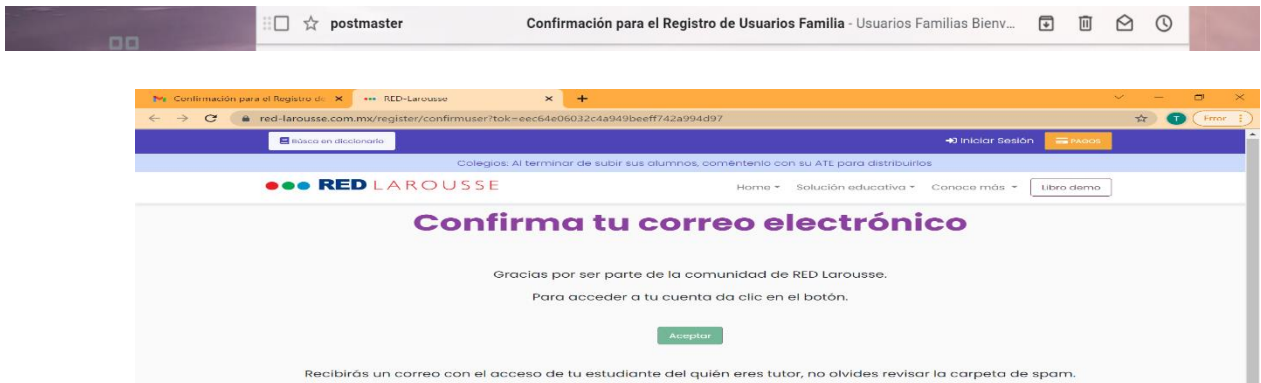 postmaster Confirmación para el Registro de Usuarios Familia - Usuarios Familias Bienv...
Confirmación para el Registro de RED-Larousse
red-larousse.com.mx/register/confirmuser?tok=eec64e06032c4a949beeff742a994d97 T Error
Busca en diccionario Iniciar Sesión PAGOS
Colegios: Al terminar de subir sus alumnos, coméntenlo con su ATE para distribuirlos
RED LAROUSSE Home Solución educativa Conoce más Libro demo
Confirma tu correo electrónico
Gracias por ser parte de la comunidad de RED Larousse.
Para acceder a tu cuenta da clic en el botón.
Aceptar
Recibirás un correo con el acceso de tu estudiante del quién eres tutor, no olvides revisar la carpeta de spam.